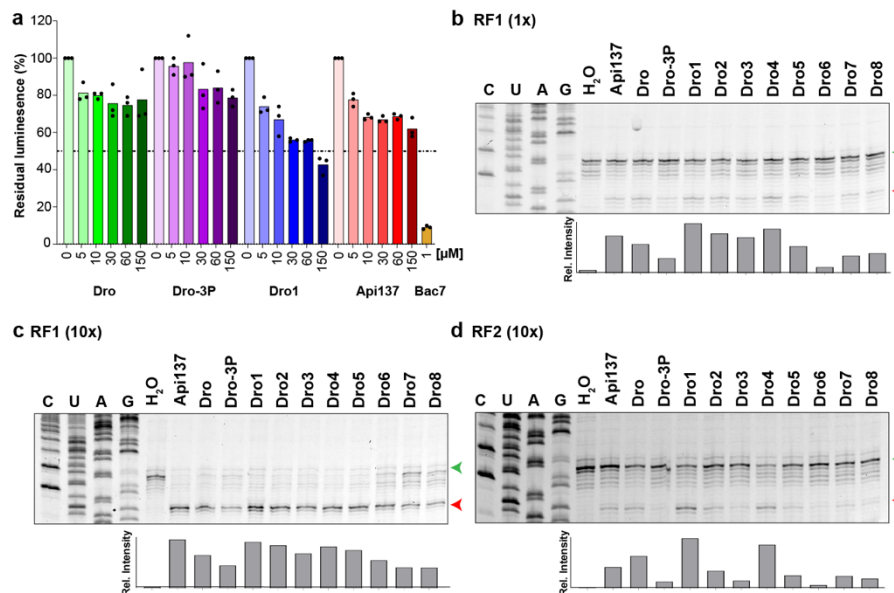 a
120
100
80
60
40
20
0
Residual luminesence (%)
0 5 10 30 60 150 0 5 10 30 60 150 0 5 10 30 60 150 0 5 10 30 60 150 1 [μM]
Dro Dro-3P Dro1 Api137 Bac7
b RF1 (1x)
C U A G H₂O Api137 Dro Dro-3P Dro1 Dro2 Dro3 Dro4 Dro5 Dro6 Dro7 Dro8
Rel. Intensity
c RF1 (10x)
C U A G H₂O Api137 Dro Dro-3P Dro1 Dro2 Dro3 Dro4 Dro5 Dro6 Dro7 Dro8
Rel. Intensity
d RF2 (10x)
C U A G H₂O Api137 Dro Dro-3P Dro1 Dro2 Dro3 Dro4 Dro5 Dro6 Dro7 Dro8
Rel. Intensity